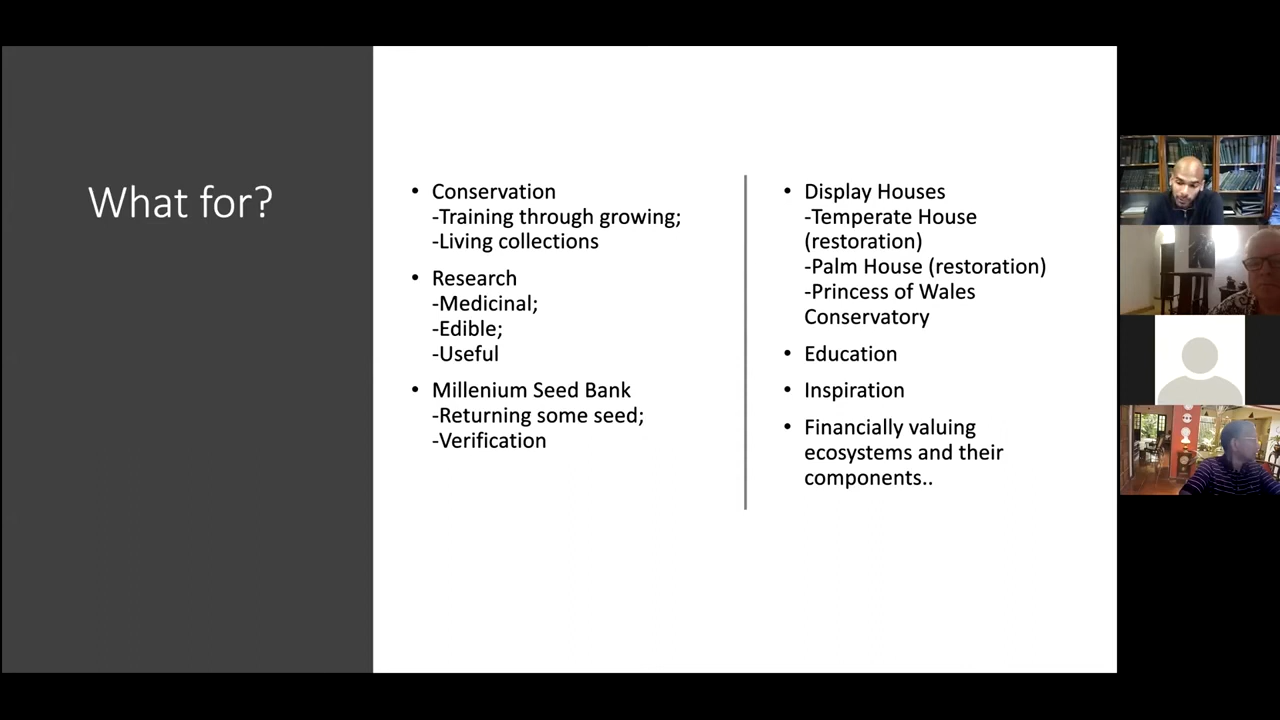 What for?
• Conservation
-Training through growing;
-Living collections
• Research
-Medicinal;
-Edible;
-Useful
• Millenium Seed Bank
-Returning some seed;
-Verification
• Display Houses
-Temperate House
(restoration)
-Palm House (restoration)
-Princess of Wales
Conservatory
• Education
• Inspiration
• Financially valuing
ecosystems and their
components..